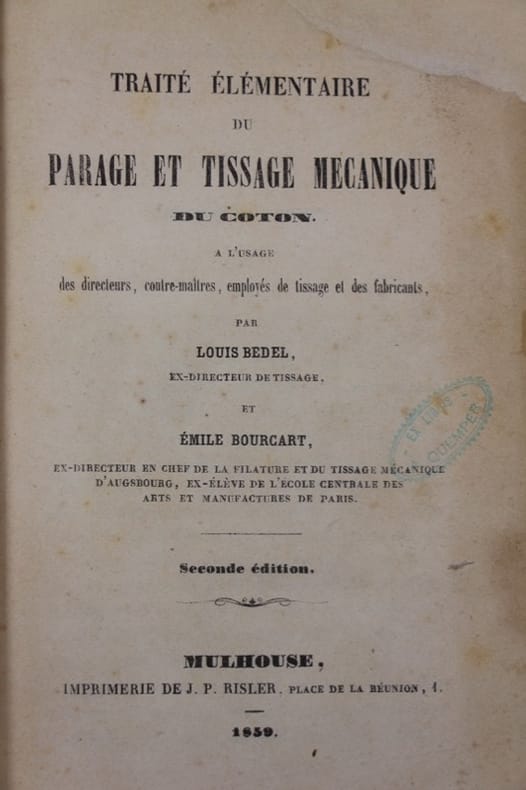 TRAITÉ ÉLÉMENTAIRE
DU
PARAGE ET TISSAGE MECANIQUE
DU COTON.
A L'USAGE
des directeurs, contre-maîtres, employés de tissage et des fabricants,
PAR
LOUIS BEDEL,
EX-DIRECTEUR DE TISSAGE,
ET
ÉMILE BOURCART,
EX-DIRECTEUR EN CHEF DE LA FILATURE ET DU TISSAGE MÉCANIQUE
D'AUGSBOURG, EX-ÉLÈVE DE L'ÉCOLE CENTRALE DES
ARTS ET MANUFACTURES DE PARIS.
EX LIBRIS
QUEMPER
Seconde édition.
MULHOUSE,
IMPRIMERIE DE J. P. RISLER, PLACE DE LA RÉUNION, 1.
1859.